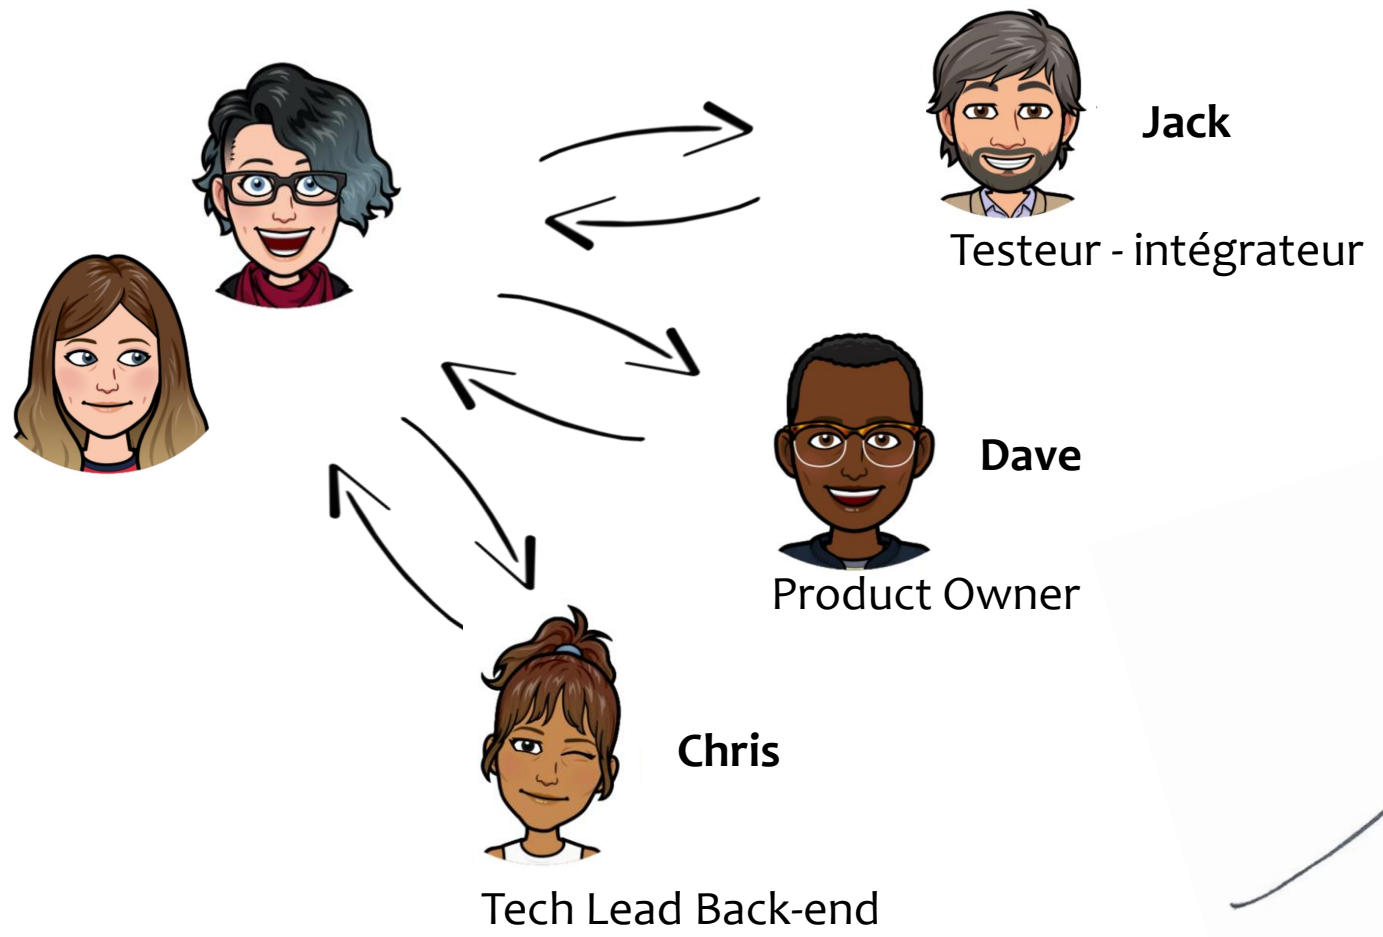 Jack
Testeur - intégrateur
Dave
Product Owner
Chris
Tech Lead Back-end